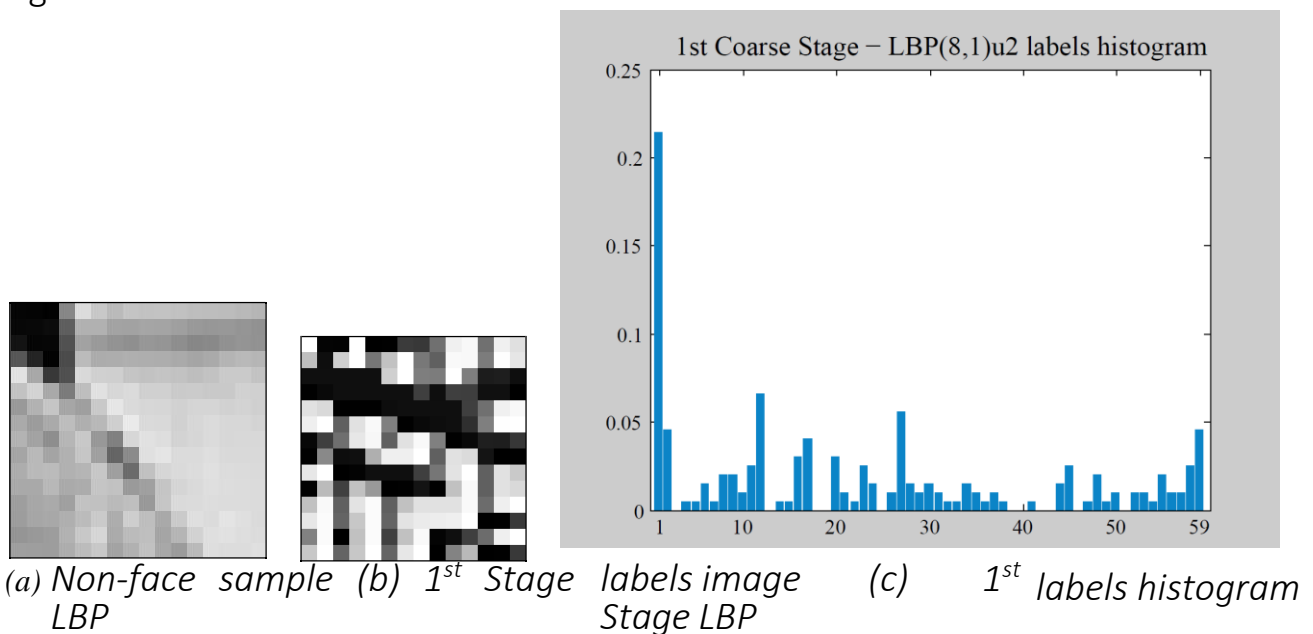 1st Coarse Stage − LBP(8,1)u2 labels histogram
0.25
0.2
0.15
0.1
0.05
0
1 10 20 30 40 50 59
(a) Non-face sample (b) 1st Stage labels image (c) 1st labels histogram
LBP Stage LBP